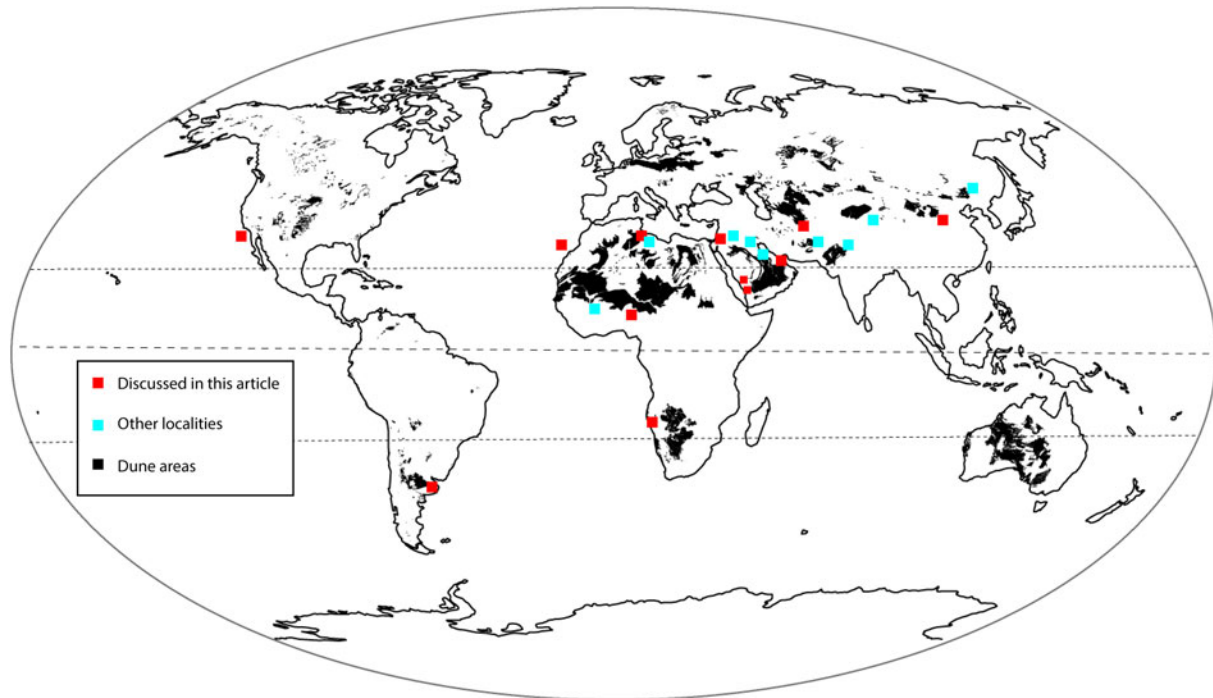 Discussed in this article
Other localities
Dune areas